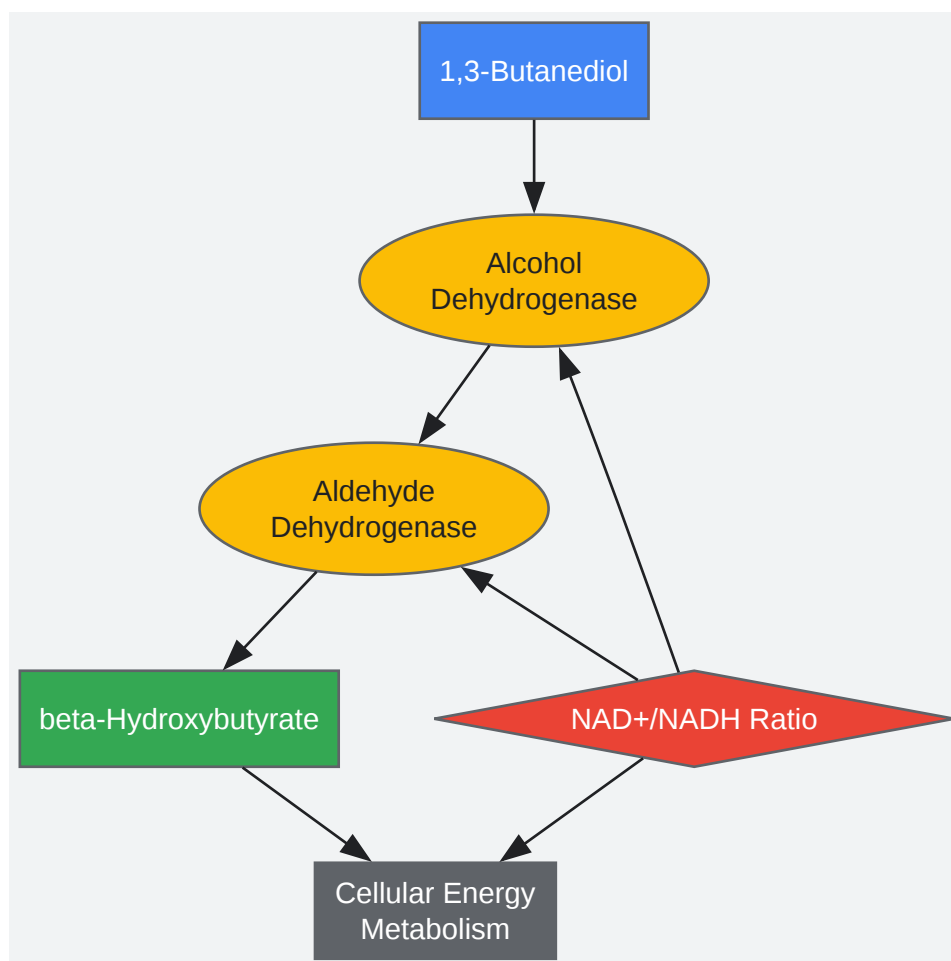 1,3-Butanediol
Alcohol
Dehydrogenase
Aldehyde
Dehydrogenase
beta-Hydroxybutyrate
NAD+/NADH Ratio
Cellular Energy
Metabolism